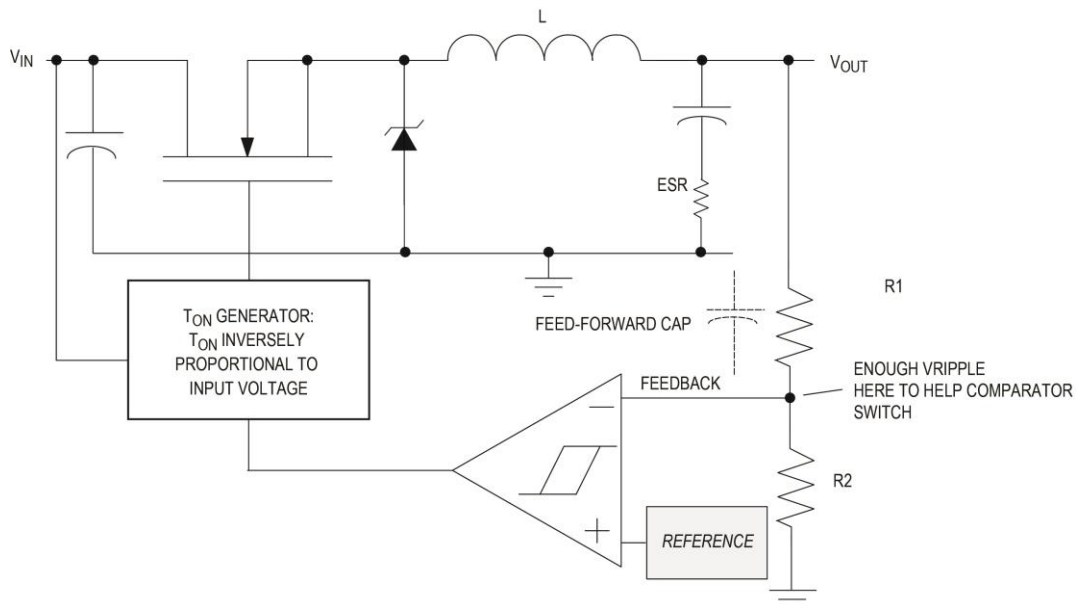 L
V_IN
V_OUT
ESR
R1
T_ON GENERATOR:
T_ON INVERSELY
PROPORTIONAL TO
INPUT VOLTAGE
FEED-FORWARD CAP
FEEDBACK
ENOUGH VRIPPLE
HERE TO HELP COMPARATOR
SWITCH
R2
REFERENCE